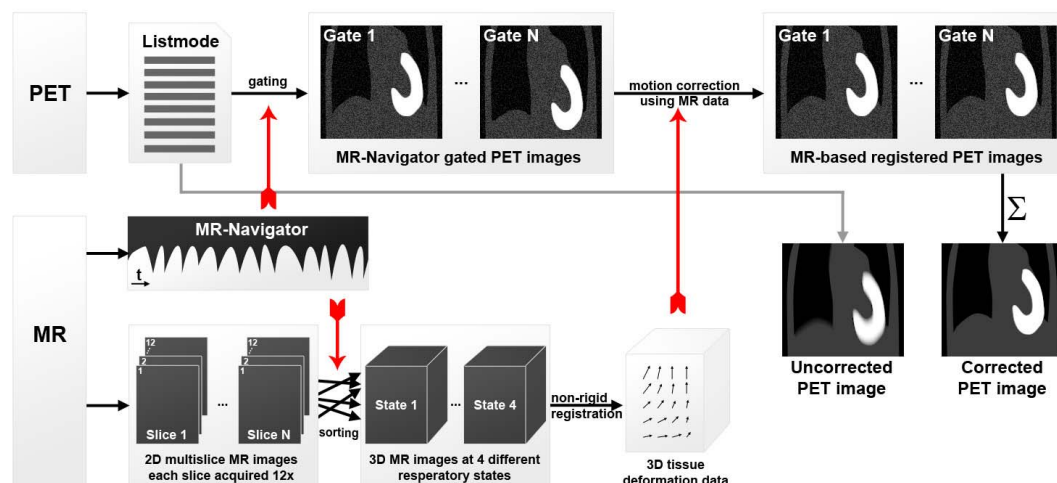 PET
Listmode
gating
Gate 1
...
Gate N
MR-Navigator gated PET images
motion correction
using MR data
Gate 1
...
Gate N
MR-based registered PET images
Σ
MR
MR-Navigator
t
12
2
1
Slice 1
...
12
2
1
Slice N
2D multislice MR images
each slice acquired 12x
sorting
State 1
...
State 4
3D MR images at 4 different
resperatory states
non-rigid
registration
3D tissue
deformation data
Uncorrected
PET image
Corrected
PET image